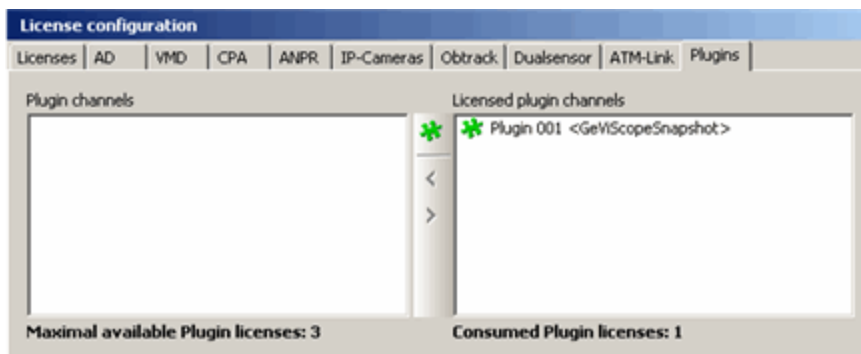 License configuration
Licenses AD VMD CPA ANPR IP-Cameras Obtrack Dualsensor ATM-Link Plugins
Plugin channels
Licensed plugin channels
Plugin 001 <GeViScopeSnapshot>
Maximal available Plugin licenses: 3
Consumed Plugin licenses: 1